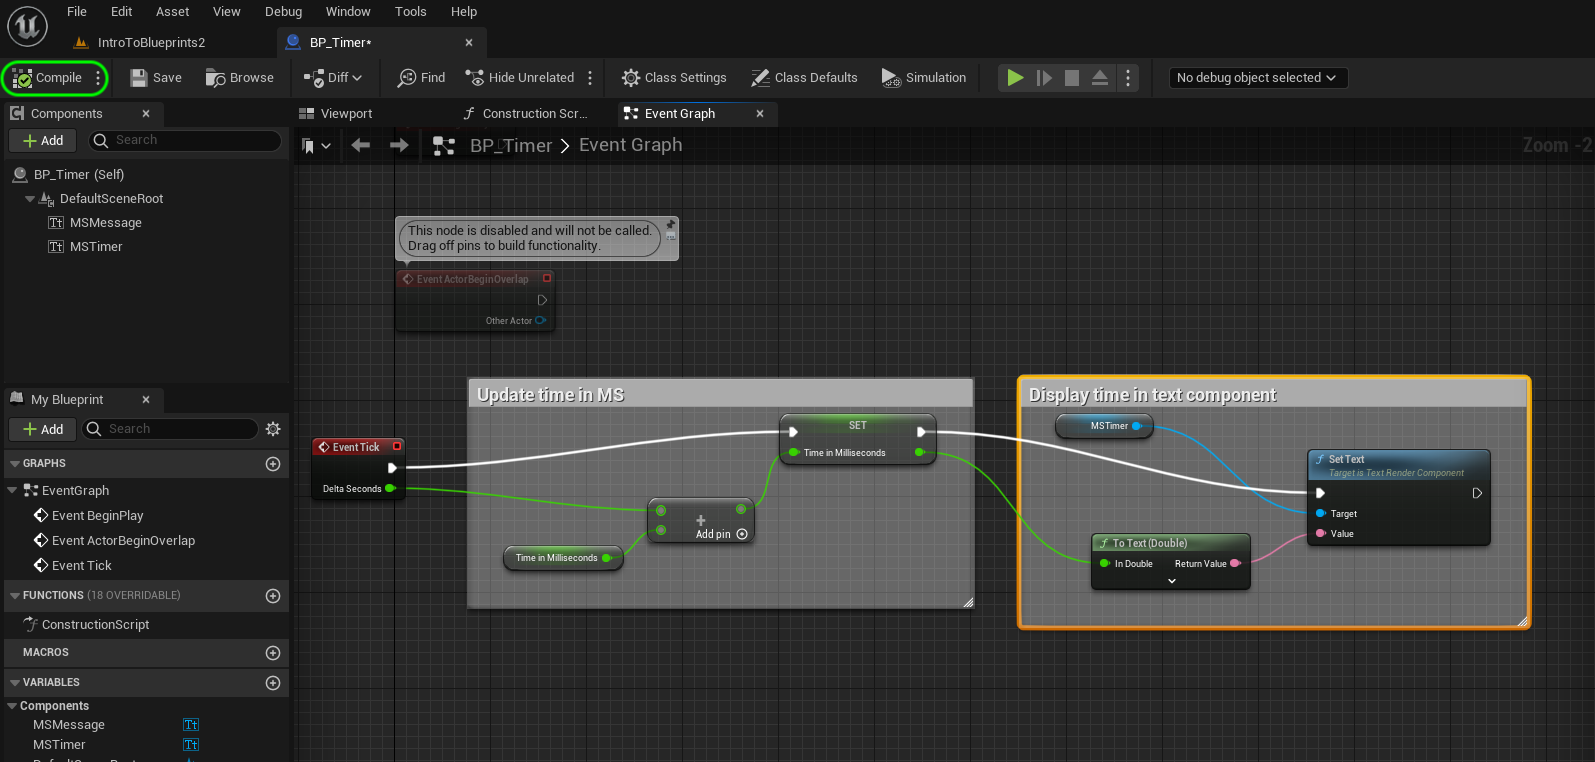 File Edit Asset View Debug Window Tools Help
IntroToBlueprints2
BP_Timer*
Compile
Save
Browse
Diff
Find
Hide Unrelated
Class Settings
Class Defaults
Simulation
No debug object selected
Components
Add
Search
BP_Timer (Self)
DefaultSceneRoot
MSMessage
MSTimer
My Blueprint
Add
Search
GRAPHS
EventGraph
Event BeginPlay
Event ActorBeginOverlap
Event Tick
FUNCTIONS (18 OVERRIDABLE)
ConstructionScript
MACROS
VARIABLES
Components
MSMessage
MSTimer
Viewport
Construction Scr...
Event Graph
BP_Timer > Event Graph
Zoom -2
This node is disabled and will not be called.
Drag off pins to build functionality.
Event ActorBeginOverlap
Other Actor
Event Tick
Delta Seconds
Update time in MS
SET
Time in Milliseconds
Add pin
Time in Milliseconds
Display time in text component
MSTimer
Set Text
Target is Text Render Component
Target
Value
To Text (Double)
In Double Return Value